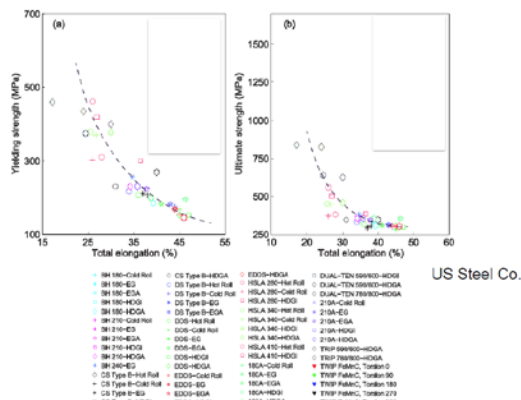 (a)
(b)
700
500
300
100
15
25
35
45
55
Yielding strength (MPa)
Total elongation (%)
1500
1250
750
500
250
0
10
20
30
40
50
60
Ultimate strength (MPa)
Total elongation (%)
US Steel Co.
BH 180-Cold Roll
BH 180-EG
BH 180-EGA
BH 180-HDGI
BH 180-HDGA
BH 210-Cold Roll
BH 210-EG
BH 210-EGA
BH 210-HDGI
BH 210-HDGA
BH 240-EG
CS Type B-Hot Roll
CS Type B-Cold Roll
CS Type B-EG
CS Type B-HDGA
DS Type B-Hot Roll
DS Type B-Cold Roll
DS Type B-EG
DS Type B-EGA
DDS-Hot Roll
DDS-Cold Roll
DDS-EG
DDS-EGA
DDS-HDGI
DDS-HDGA
EDDS-Cold Roll
EDDS-EG
EDDS-EGA
EDDS-HDGA
HSLA 280-Hot Roll
HSLA 280-Cold Roll
HSLA 280-HDGI
HSLA 340-Hot Roll
HSLA 340-Cold Roll
HSLA 340-HDGI
HSLA 340-HDGA
HSLA 410-Hot Roll
HSLA 410-HDGI
180A-Cold Roll
180A-EG
180A-EGA
180A-HDGI
DUAL-TEN 590/600-HDGI
DUAL-TEN 590/600-HDGA
DUAL-TEN 780/800-HDGA
210A-Cold Roll
210A-EG
210A-EGA
210A-HDGI
210A-HDGA
TRIP 590/600-HDGA
TRIP 780/800-HDGA
TWIP FeMnC, Torsion 0
TWIP FeMnC, Torsion 90
TWIP FeMnC, Torsion 180
TWIP FeMnC, Torsion 270